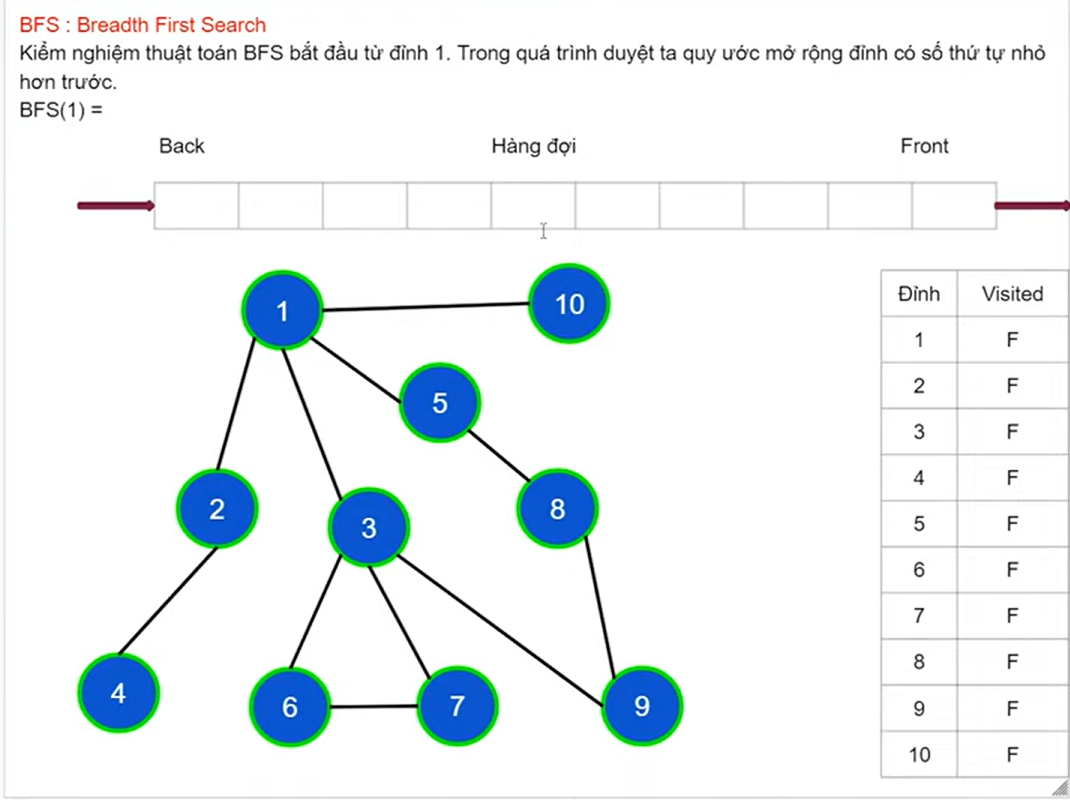 BFS : Breadth First Search
Kiểm nghiệm thuật toán BFS bắt đầu từ đỉnh 1. Trong quá trình duyệt ta quy ước mở rộng đỉnh có số thứ tự nhỏ
hơn trước.
BFS(1) =
Back Hàng đợi Front
1
10
5
2
3
8
4
6
7
9
Đỉnh Visited
1 F
2 F
3 F
4 F
5 F
6 F
7 F
8 F
9 F
10 F